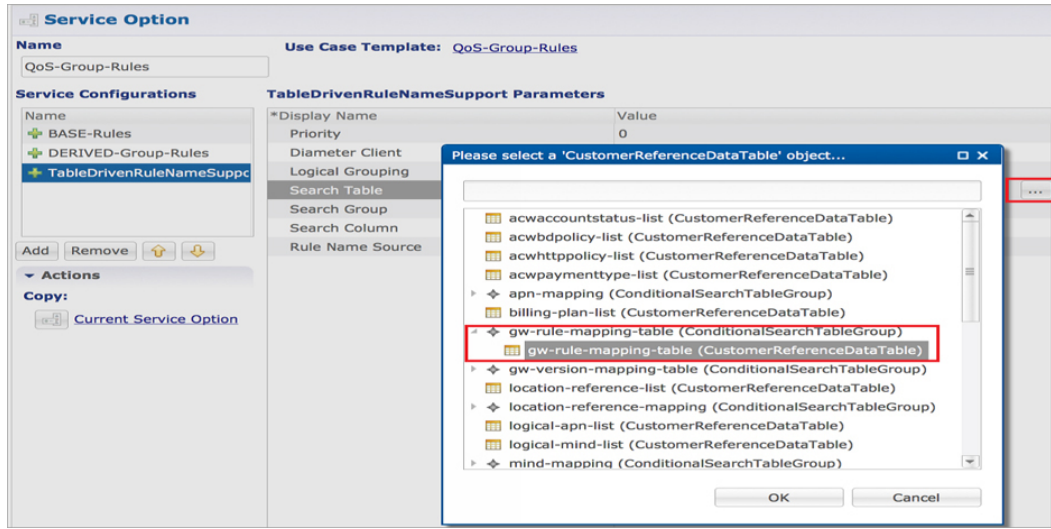 Service Option
Name
Use Case Template: QoS-Group-Rules
QoS-Group-Rules
Service Configurations
TableDrivenRuleNameSupport Parameters
Name
*Display Name Value
BASE-Rules
Priority 0
DERIVED-Group-Rules
Diameter Client
TableDrivenRuleNameSuppc
Logical Grouping
Search Table
Search Group
Search Column
Rule Name Source
Add Remove
Actions
Copy:
Current Service Option
Please select a 'CustomerReferenceDataTable' object...
...
acwaccountstatus-list (CustomerReferenceDataTable)
acwbdpolicy-list (CustomerReferenceDataTable)
acwhttppolicy-list (CustomerReferenceDataTable)
acwpaymenttype-list (CustomerReferenceDataTable)
apn-mapping (ConditionalSearchTableGroup)
billing-plan-list (CustomerReferenceDataTable)
gw-rule-mapping-table (ConditionalSearchTableGroup)
gw-rule-mapping-table (CustomerReferenceDataTable)
gw-version-mapping-table (ConditionalSearchTableGroup)
location-reference-list (CustomerReferenceDataTable)
location-reference-mapping (ConditionalSearchTableGroup)
logical-apn-list (CustomerReferenceDataTable)
logical-mind-list (CustomerReferenceDataTable)
mind-mapping (ConditionalSearchTableGroup)
OK Cancel